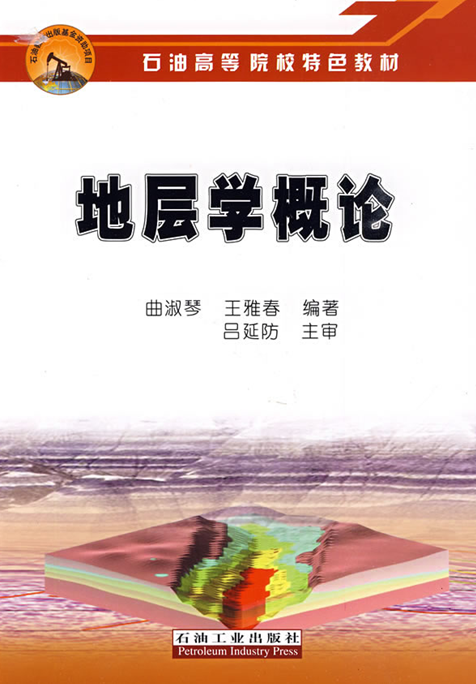 石油高等院校特色教材
地层学概论
曲淑琴 王雅春 编著
吕延防 主审
石油工业出版社
Petroleum Industry Press